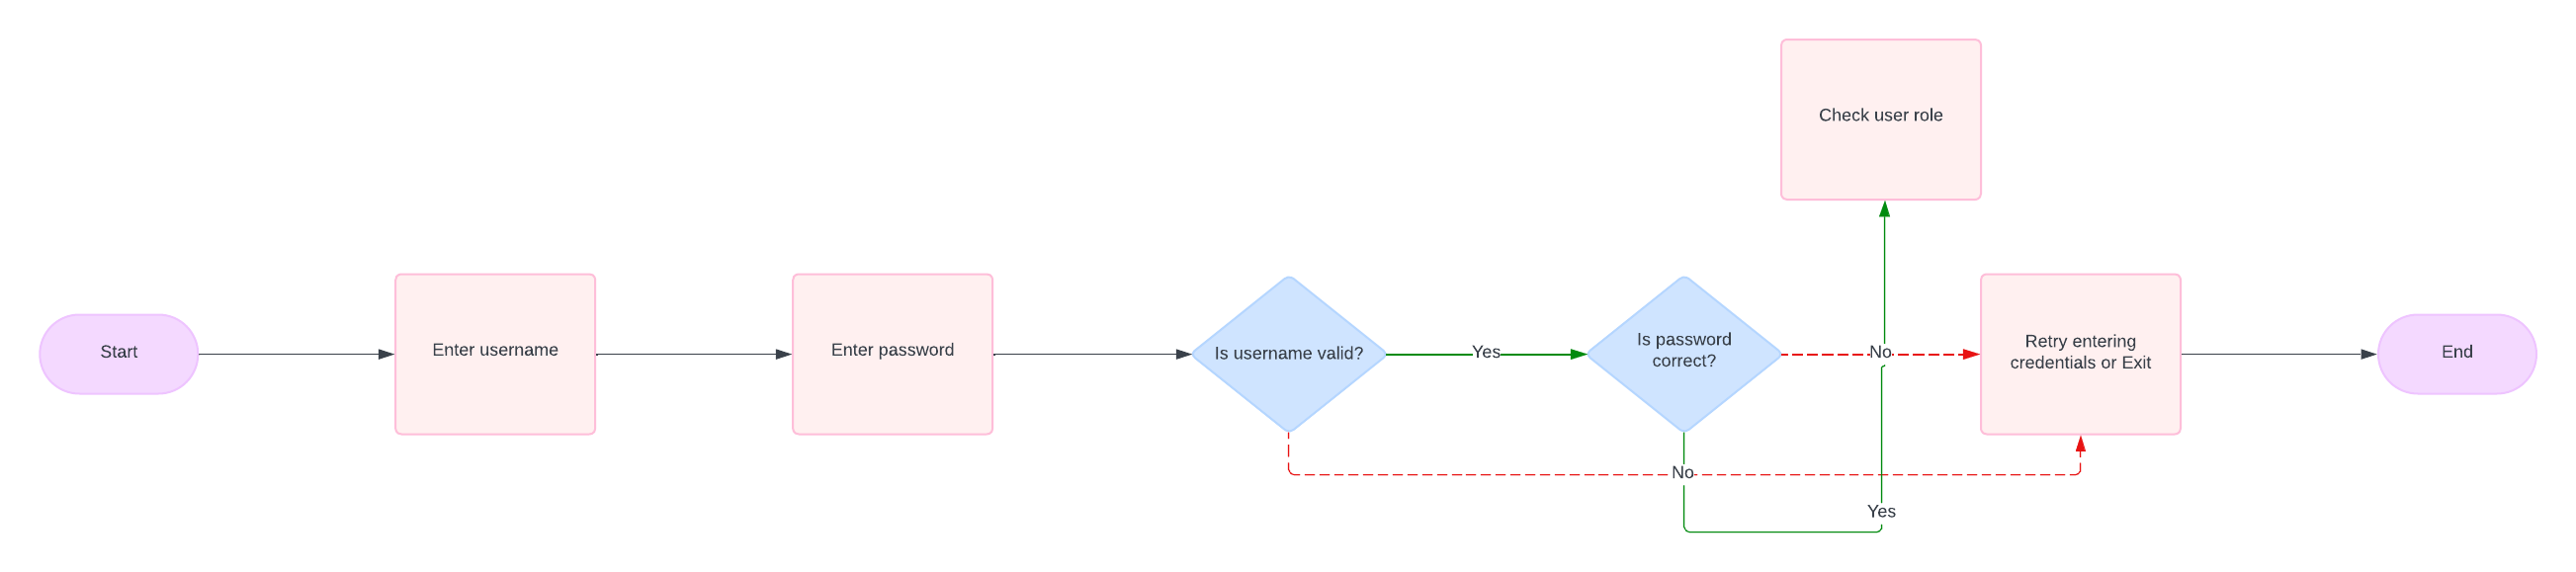 Check user role
Start
Enter username
Enter password
Is username valid?
Yes
Is password
correct?
No
Retry entering
credentials or Exit
End
No
Yes